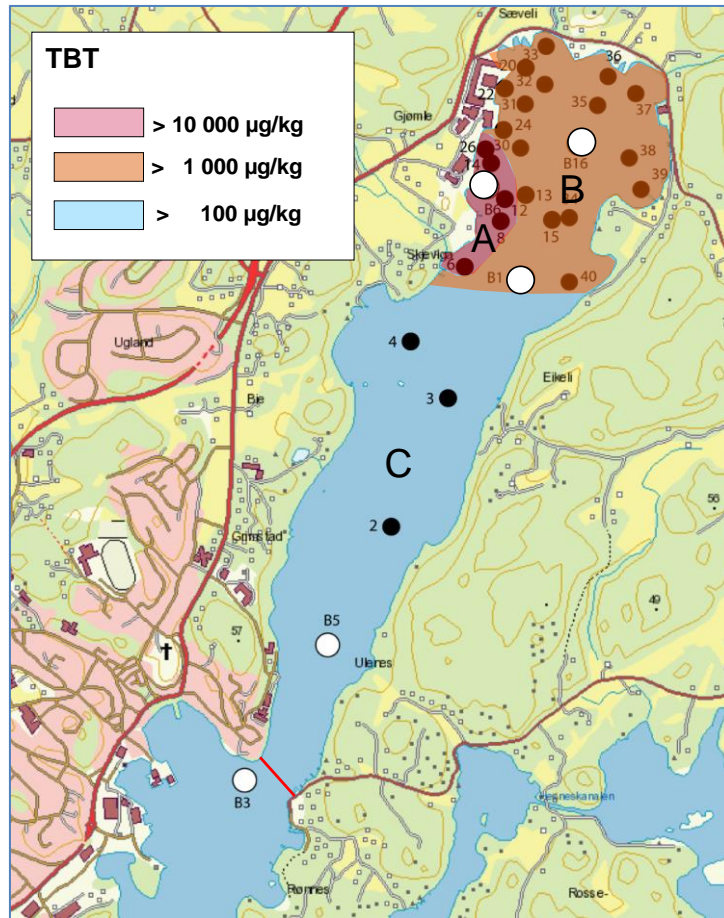 Sæveli
TBT
> 10 000 µg/kg
> 1 000 µg/kg
> 100 µg/kg
33
36
20
32
22
31
35
37
Gjømle
24
26
30
14
B16
38
39
B6
12
13
B
15
A
8
6
B1
40
4
Ugland
3
Eikeli
Bie
C
2
56
Grimstad
49
57
B5
Ulenes
B3
Rønnes
Rosse-